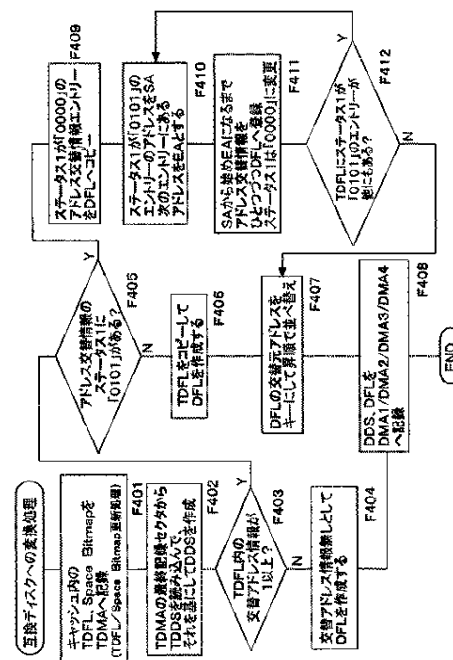 互換ディスクへの変換処理
キャッシュ内の
TDFL、Space Bitmapを
TDMAへ記録
(TDFL/Space Bitmap更新処理)
F401
TDMAの最終記録セクタから
TDDSを読み込んで、
それを基にしてDDSを作成
F402
TDFL内の
交替アドレス情報が
1以上?
F403
Y
N
交替アドレス情報無しとして
DFLを作成する
F404
アドレス交替情報の
ステータス1に
「0101」がある?
F405
Y
N
TDFLをコピーして
DFLを作成する
F406
DFLの交替元アドレスを
キーにして昇順で並べ替え
F407
DDS、DFLを
DMA1/DMA2/DMA3/DMA4
へ記録
F408
END
ステータス1が「0000」の
アドレス交替情報エントリー
をDFLへコピー
F409
ステータス1が「0101」の
エントリーのアドレスをSA
次のエントリーにある
アドレスをEAとする
F410
SAから始めEAになるまで
アドレス交替情報を
ひとつづつDFLへ登録
ステータス1は「0000」に変更
F411
TDFLにステータス1が
「0101」のエントリーが
他にもある?
F412
Y
N